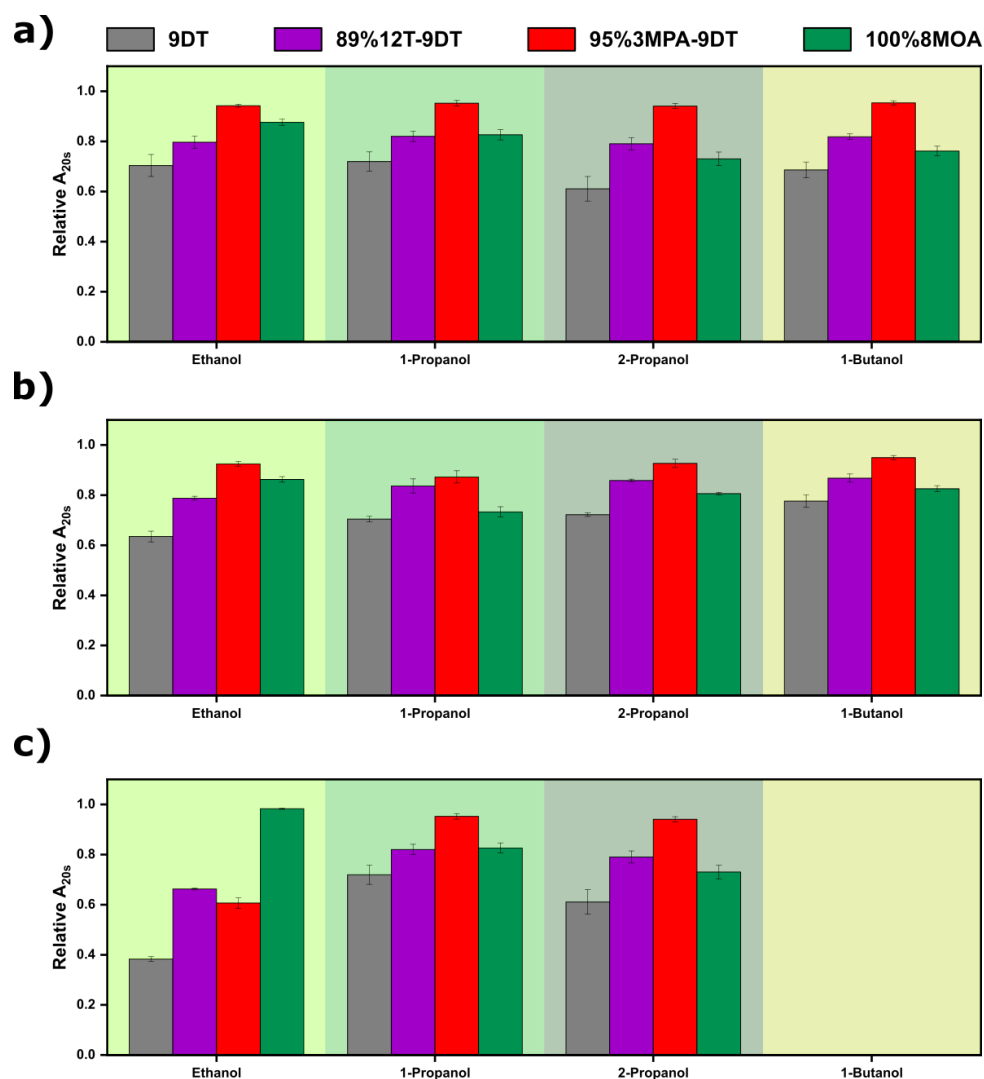 a)
9DT 89%12T-9DT 95%3MPA-9DT 100%8MOA
Relative A20s
1.0
0.8
0.6
0.4
0.2
0.0
Ethanol 1-Propanol 2-Propanol 1-Butanol
b)
Relative A20s
1.0
0.8
0.6
0.4
0.2
0.0
Ethanol 1-Propanol 2-Propanol 1-Butanol
c)
Relative A20s
1.0
0.8
0.6
0.4
0.2
0.0
Ethanol 1-Propanol 2-Propanol 1-Butanol